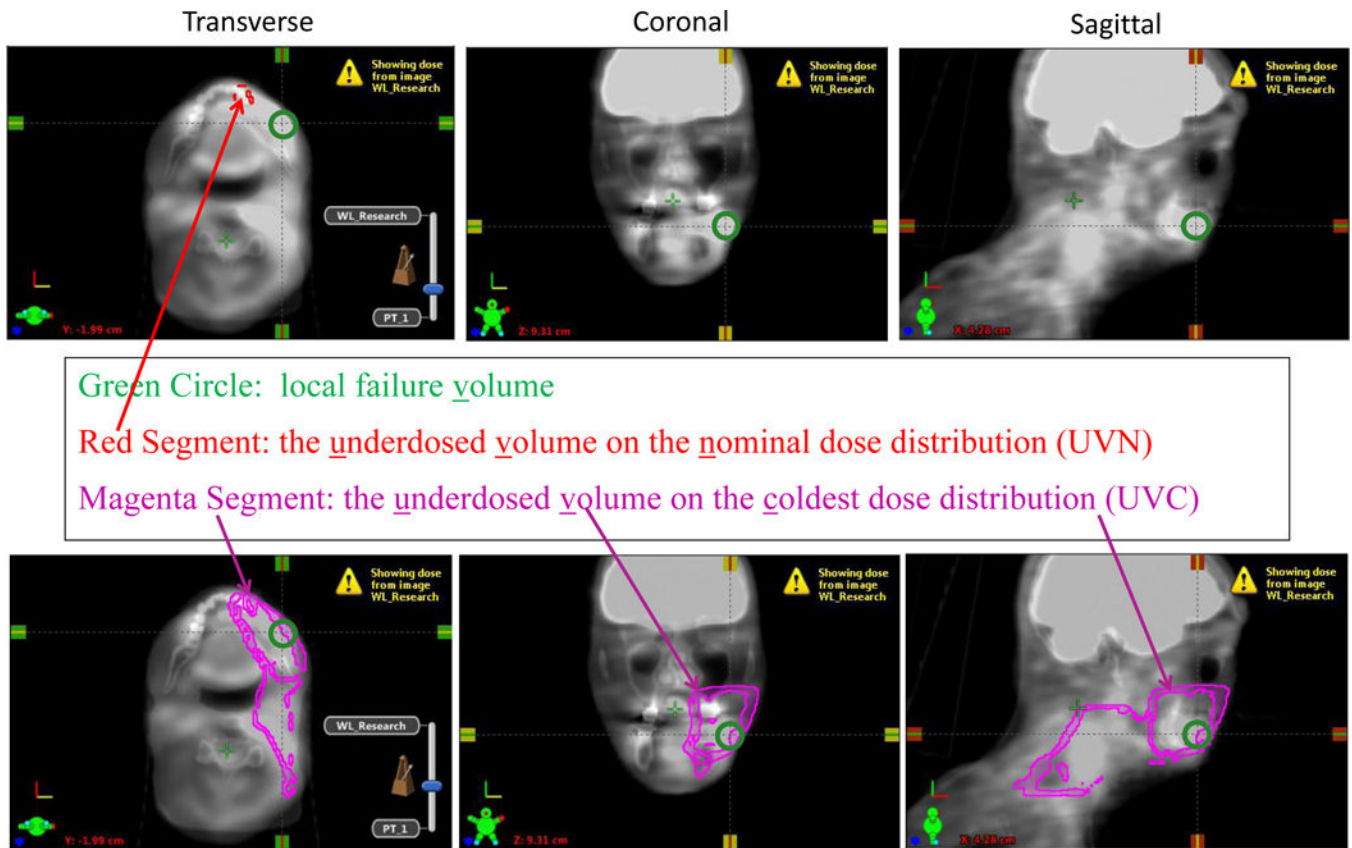 Transverse
Coronal
Sagittal
Showing dose
from image
WL_Research
WL_Research
PT_1
Y: -1.99 cm
Showing dose
from image
WL_Research
Z: 9.31 cm
Showing dose
from image
WL_Research
X: 4.28 cm
Green Circle: local failure volume
Red Segment: the underdosed volume on the nominal dose distribution (UVN)
Magenta Segment: the underdosed volume on the coldest dose distribution (UVC)
Showing dose
from image
WL_Research
WL_Research
PT_1
Y: -1.99 cm
Showing dose
from image
WL_Research
Z: 9.31 cm
Showing dose
from image
WL_Research
X: 4.28 cm